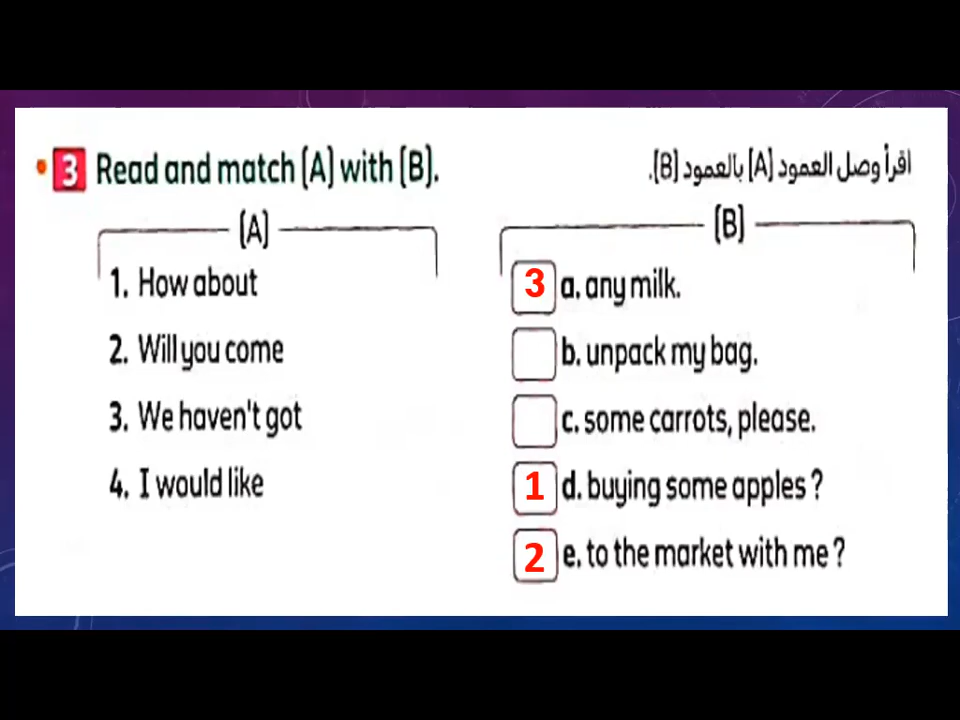 • 3 Read and match (A) with (B).
اقرأ وصل العمود (A) بالعمود (B).
(A)
(B)
1. How about
3 a. any milk.
2. Will you come
b. unpack my bag.
3. We haven't got
c. some carrots, please.
4. I would like
1 d. buying some apples ?
2 e. to the market with me ?